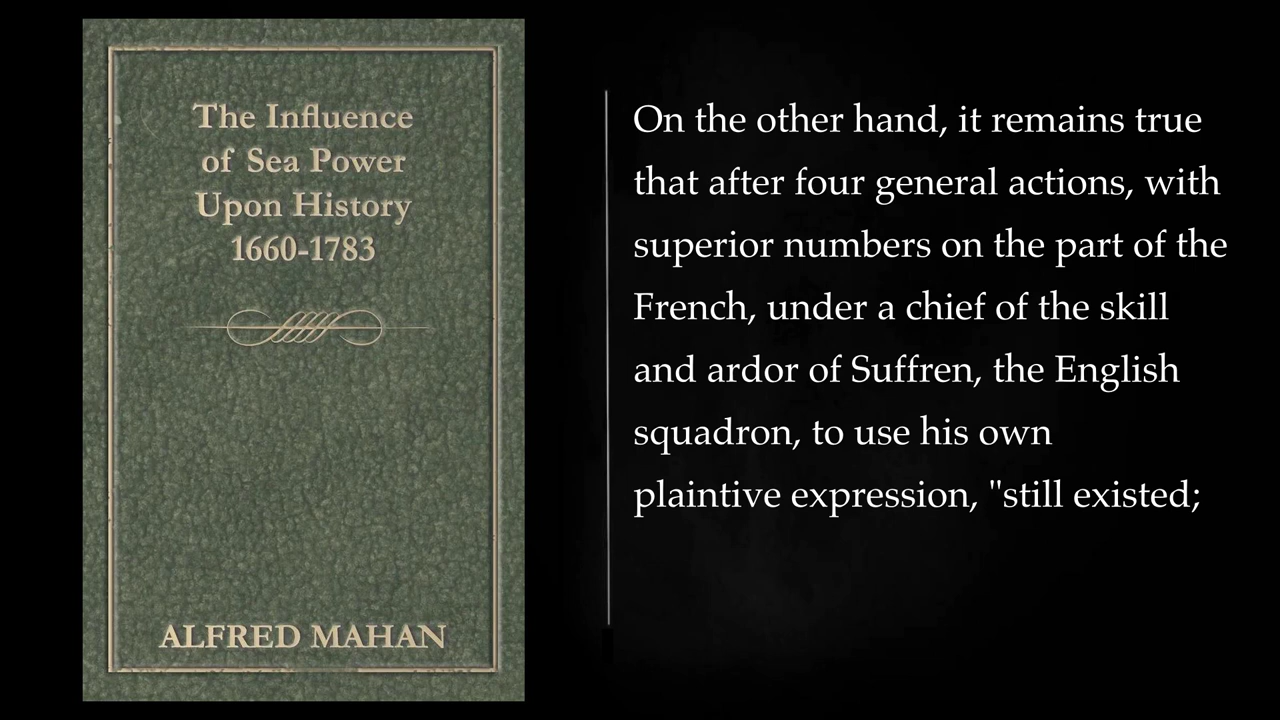 The Influence
of Sea Power
Upon History
1660-1783
ALFRED MAHAN
On the other hand, it remains true
that after four general actions, with
superior numbers on the part of the
French, under a chief of the skill
and ardor of Suffren, the English
squadron, to use his own
plaintive expression, "still existed;